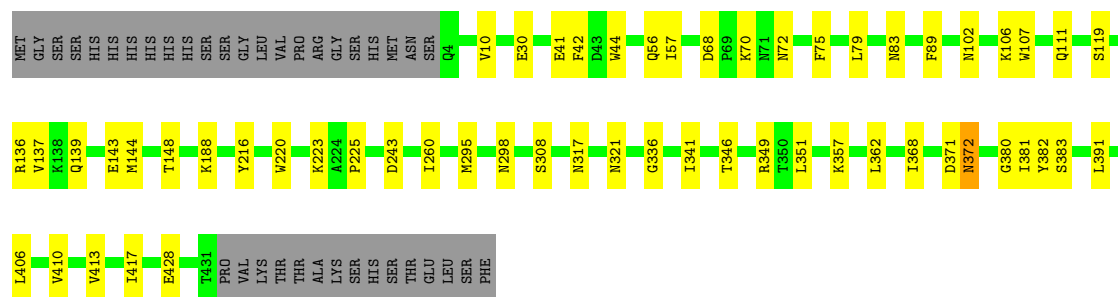 MET GLY SER SER HIS HIS HIS HIS HIS HIS SER SER GLY LEU VAL PRO ARG GLY SER HIS MET ASN SER Q4 V10 E30 E41 F42 D43 W44 Q56 I57 D68 P69 K70 N71 N72 F75 L79 N83 F89 N102 K106 W107 Q111 S119
R136 V137 K138 Q139 E143 M144 T148 K188 Y216 W220 K223 A224 P225 D243 I260 M295 N298 S308 N317 N321 G336 I341 T346 R349 T350 L351 K357 L362 I368 D371 N372 G380 I381 Y382 S383 L391
L406 V410 V413 I417 E428 T431 PRO VAL LYS THR THR ALA LYS SER HIS SER THR GLU LEU SER PHE